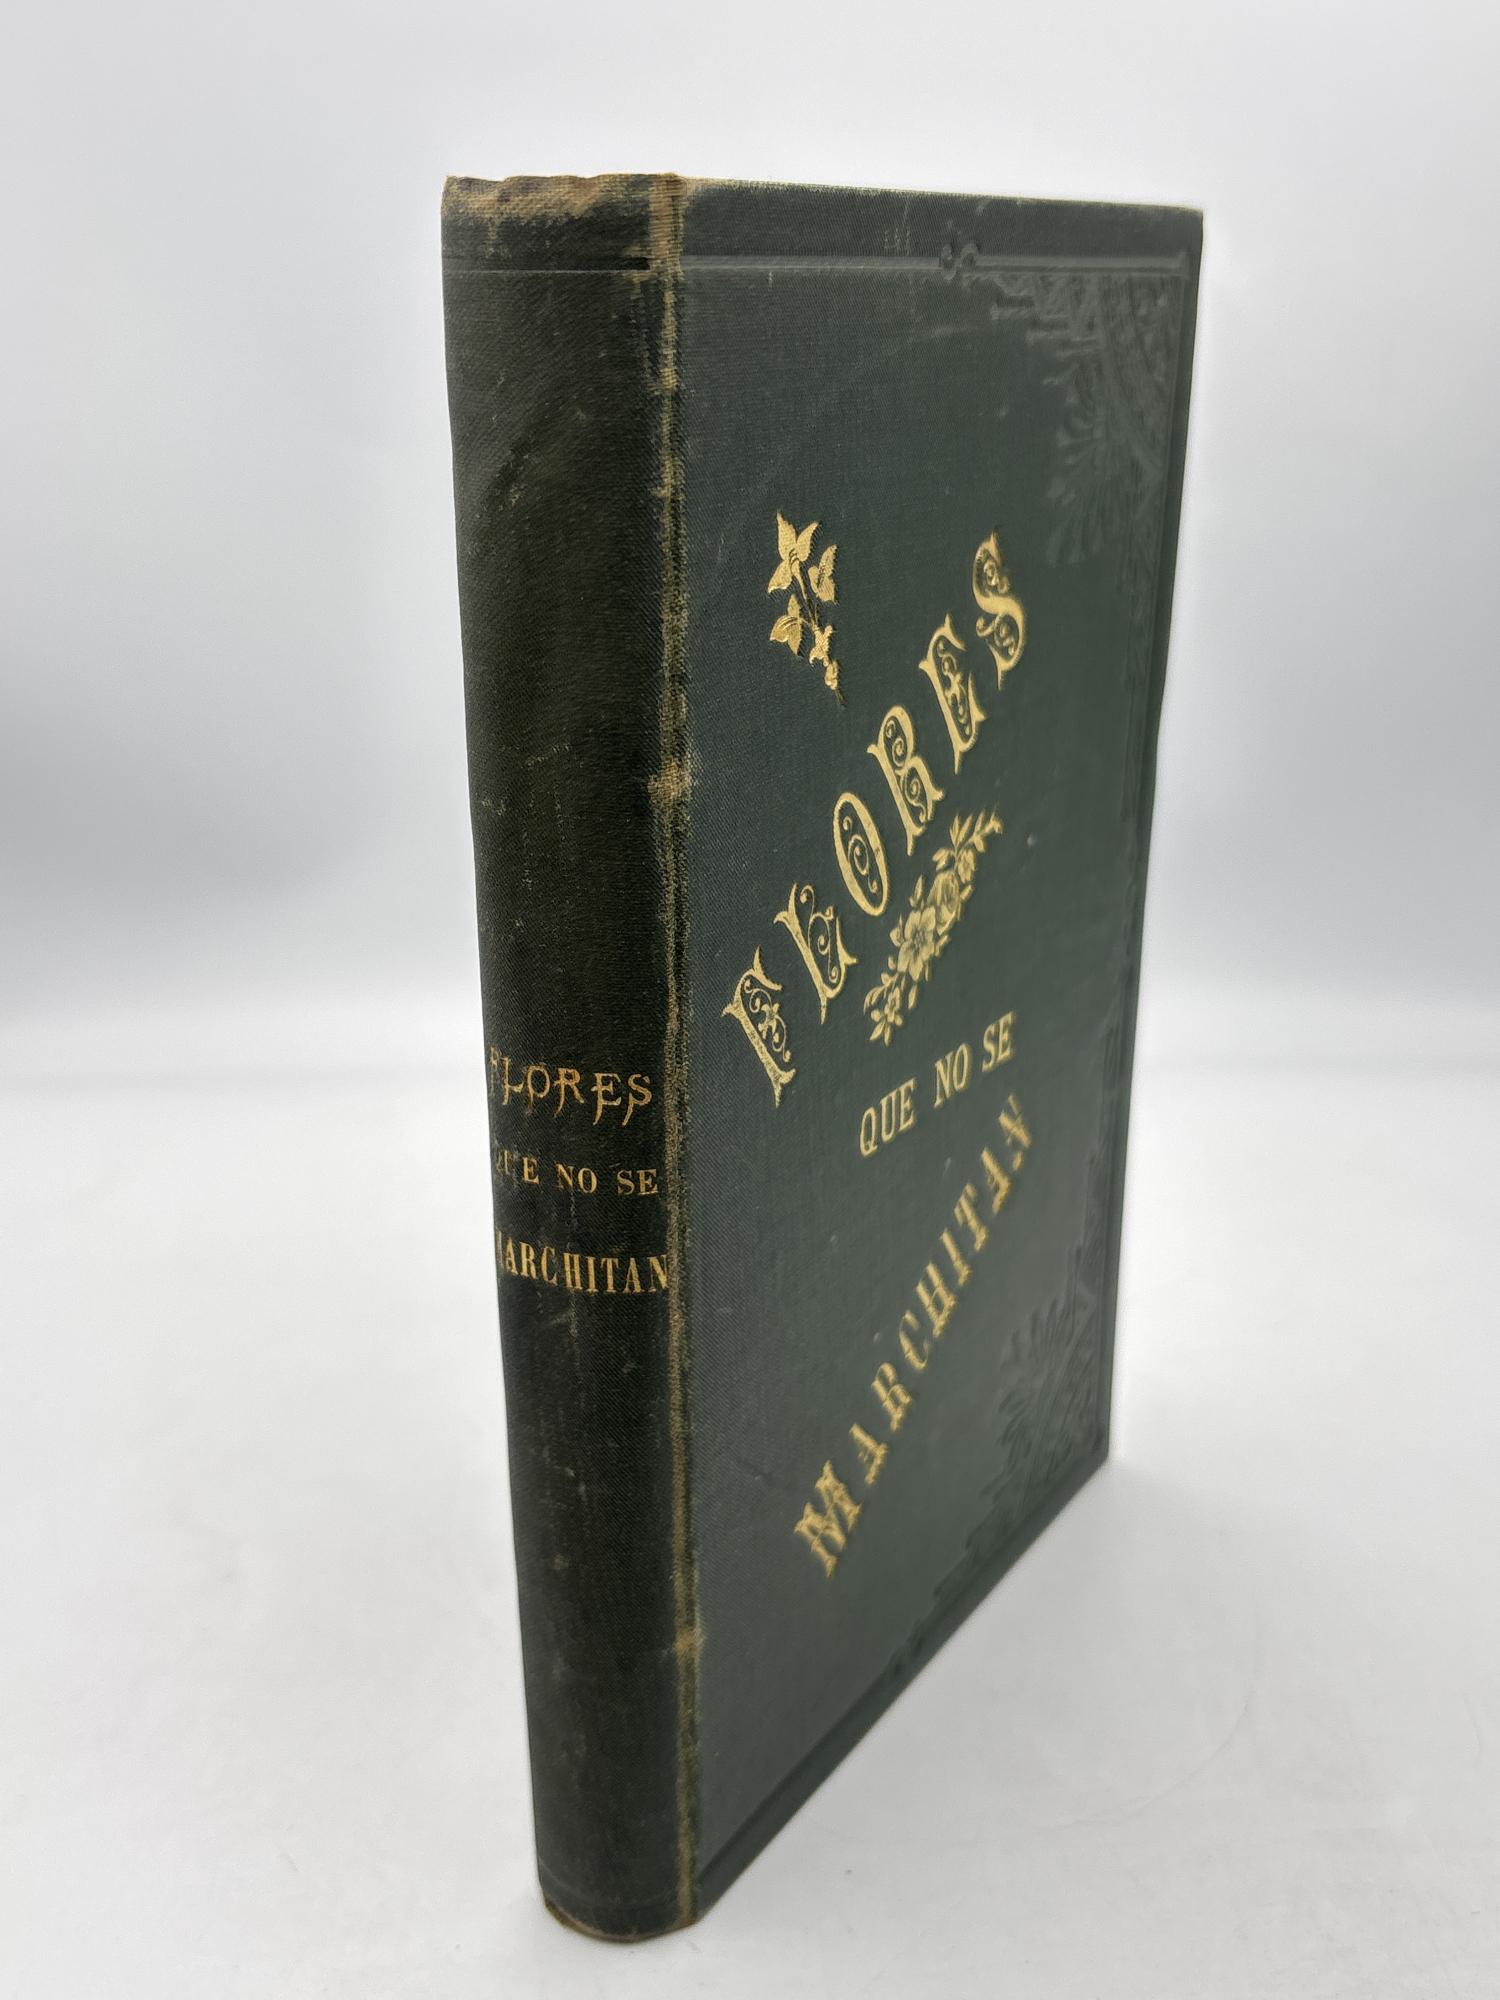 FLORES
QUE NO SE
MARCHITAN
FLORES
QUE NO SE
MARCHITAN